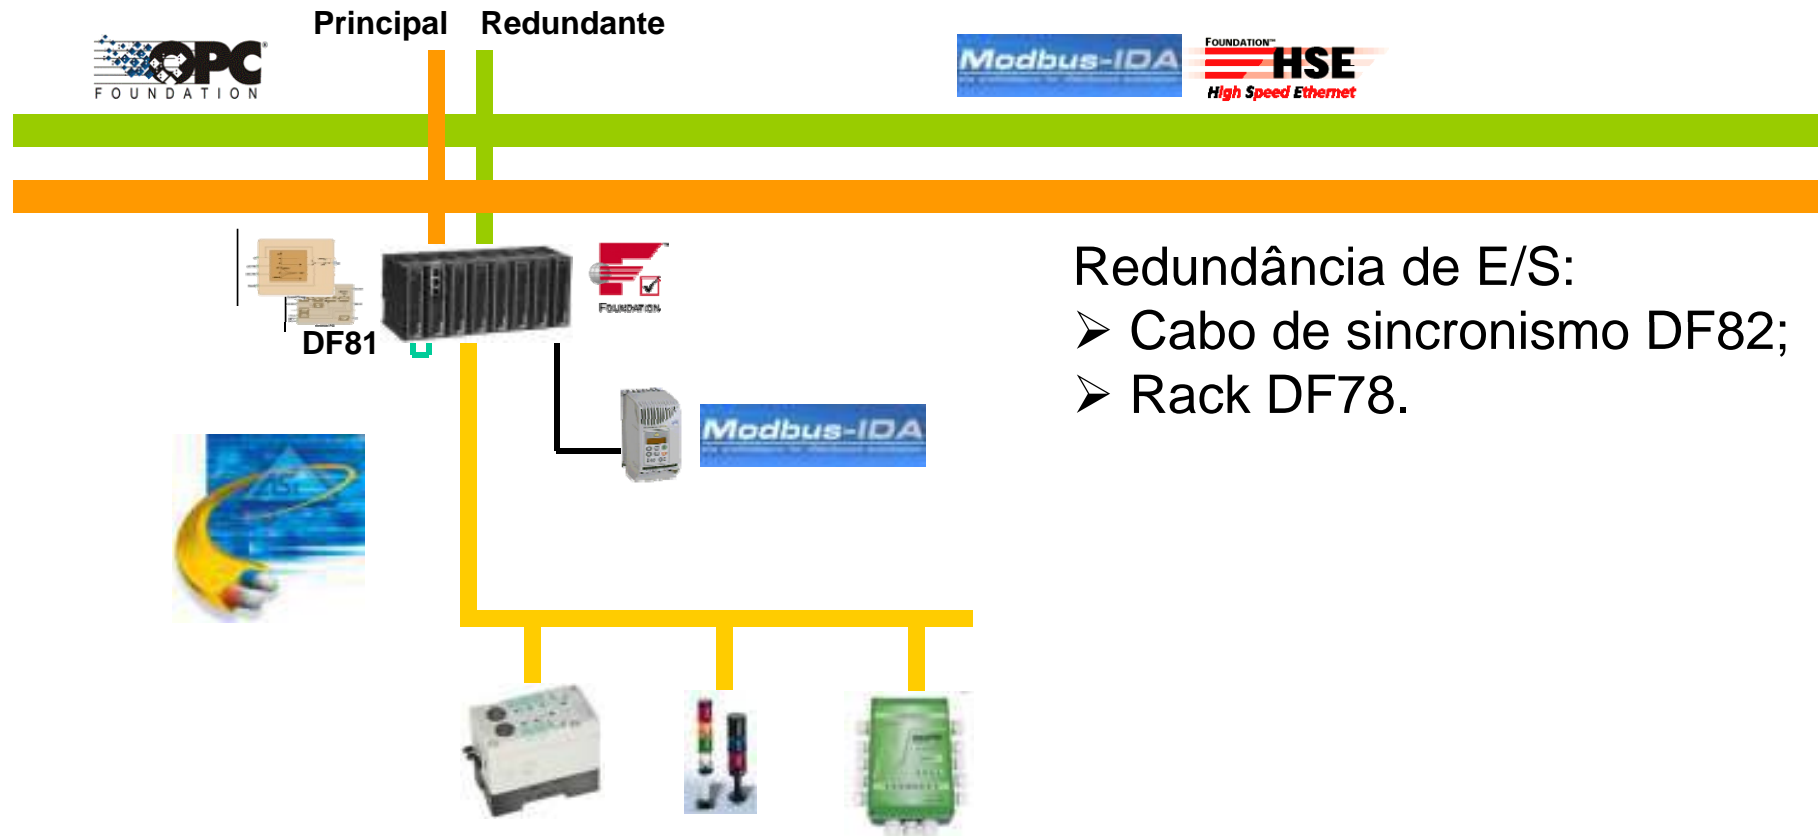 Principal Redundante
OPC
FOUNDATION
Modbus-IDA
FOUNDATION™
HSE
High Speed Ethernet
Redundância de E/S:
➢ Cabo de sincronismo DF82;
➢ Rack DF78.
FOUNDATION
DF81
Modbus-IDA